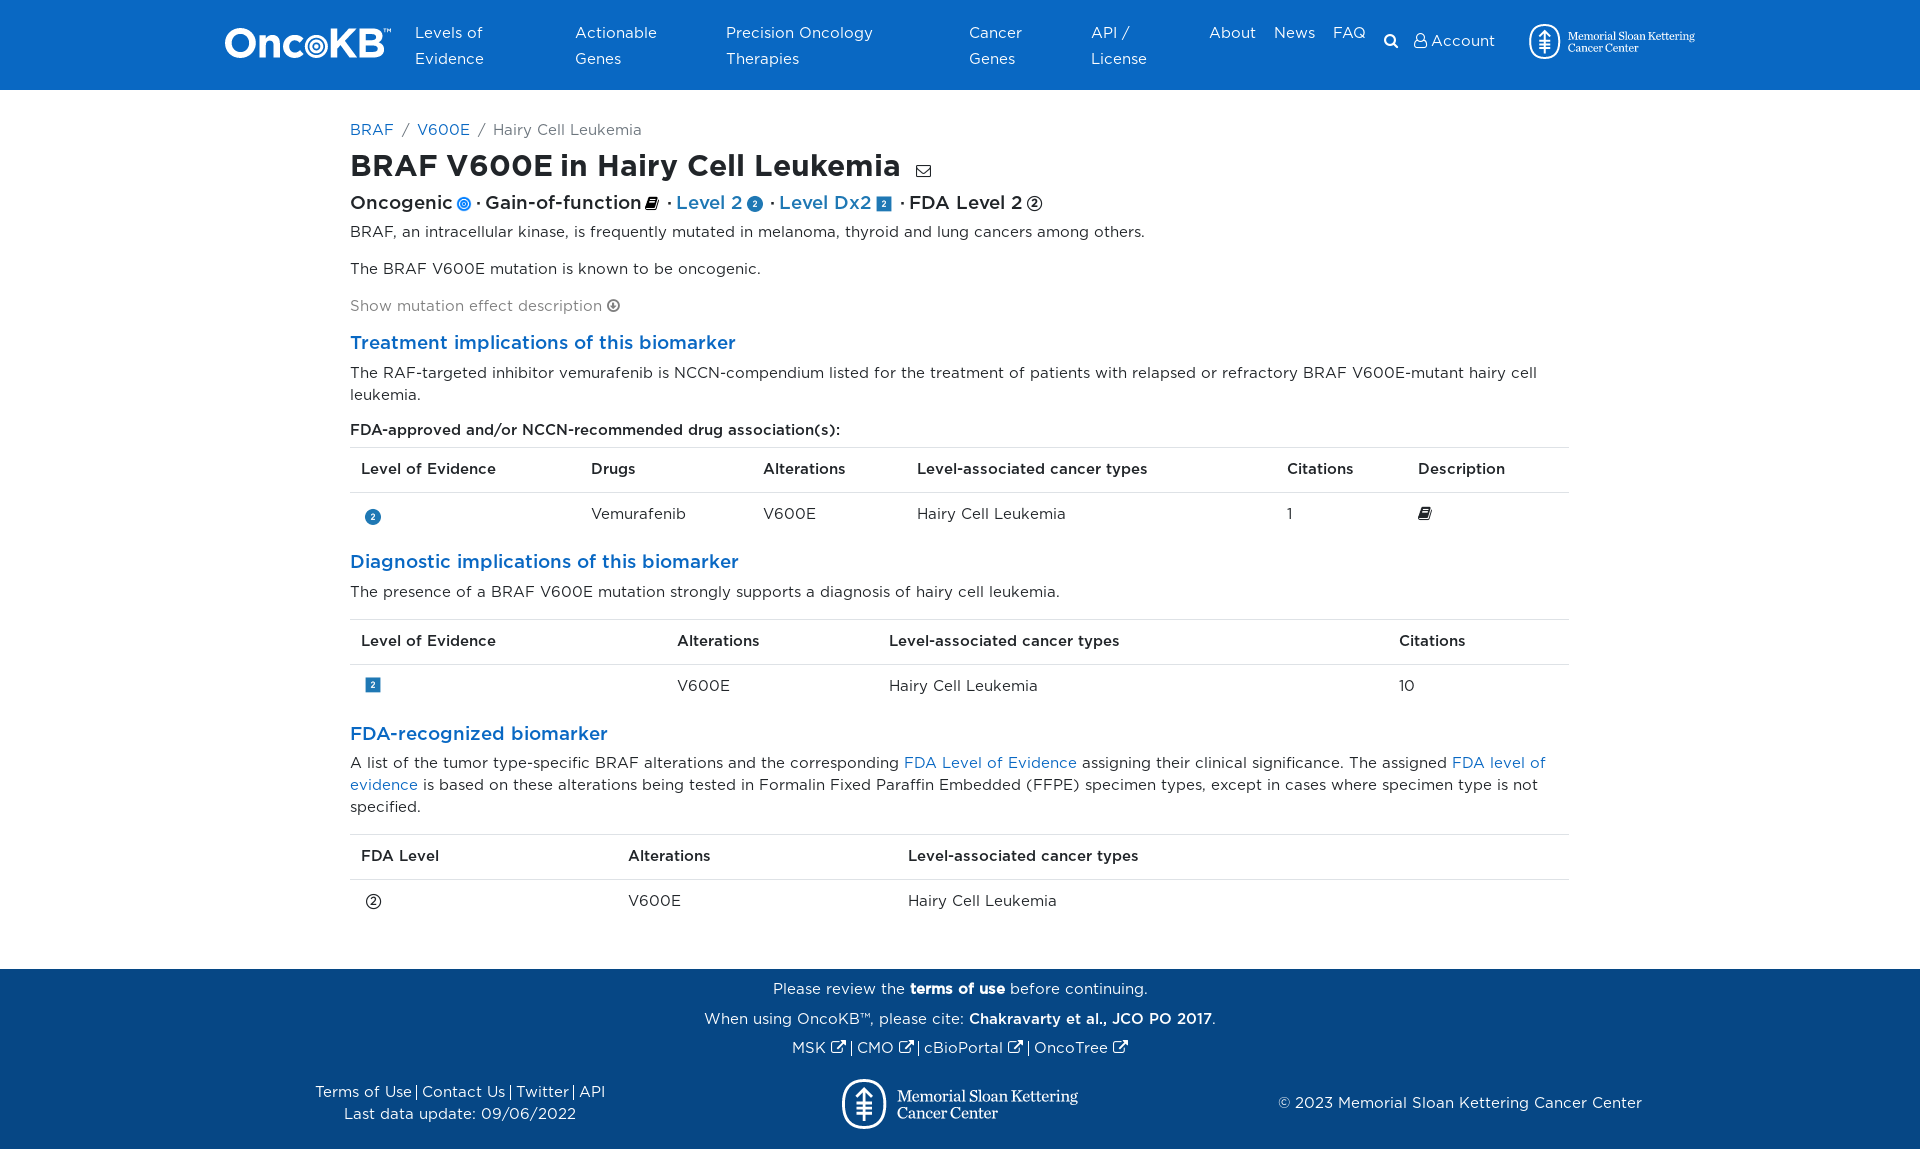 OncoKB™
Levels of Evidence
Actionable Genes
Precision Oncology Therapies
Cancer Genes
API / License
About
News
FAQ
Account
Memorial Sloan Kettering Cancer Center
BRAF / V600E / Hairy Cell Leukemia
BRAF V600E in Hairy Cell Leukemia
Oncogenic · Gain-of-function · Level 2 2 · Level Dx2 2 · FDA Level 2 2
BRAF, an intracellular kinase, is frequently mutated in melanoma, thyroid and lung cancers among others.
The BRAF V600E mutation is known to be oncogenic.
Show mutation effect description
Treatment implications of this biomarker
The RAF-targeted inhibitor vemurafenib is NCCN-compendium listed for the treatment of patients with relapsed or refractory BRAF V600E-mutant hairy cell
leukemia.
FDA-approved and/or NCCN-recommended drug association(s):
Level of Evidence Drugs Alterations Level-associated cancer types Citations Description
2 Vemurafenib V600E Hairy Cell Leukemia 1
Diagnostic implications of this biomarker
The presence of a BRAF V600E mutation strongly supports a diagnosis of hairy cell leukemia.
Level of Evidence Alterations Level-associated cancer types Citations
2 V600E Hairy Cell Leukemia 10
FDA-recognized biomarker
A list of the tumor type-specific BRAF alterations and the corresponding FDA Level of Evidence assigning their clinical significance. The assigned FDA level of
evidence is based on these alterations being tested in Formalin Fixed Paraffin Embedded (FFPE) specimen types, except in cases where specimen type is not
specified.
FDA Level Alterations Level-associated cancer types
2 V600E Hairy Cell Leukemia
Please review the terms of use before continuing.
When using OncoKB™, please cite: Chakravarty et al., JCO PO 2017.
MSK | CMO | cBioPortal | OncoTree
Terms of Use | Contact Us | Twitter | API
Last data update: 09/06/2022
Memorial Sloan Kettering
Cancer Center
© 2023 Memorial Sloan Kettering Cancer Center